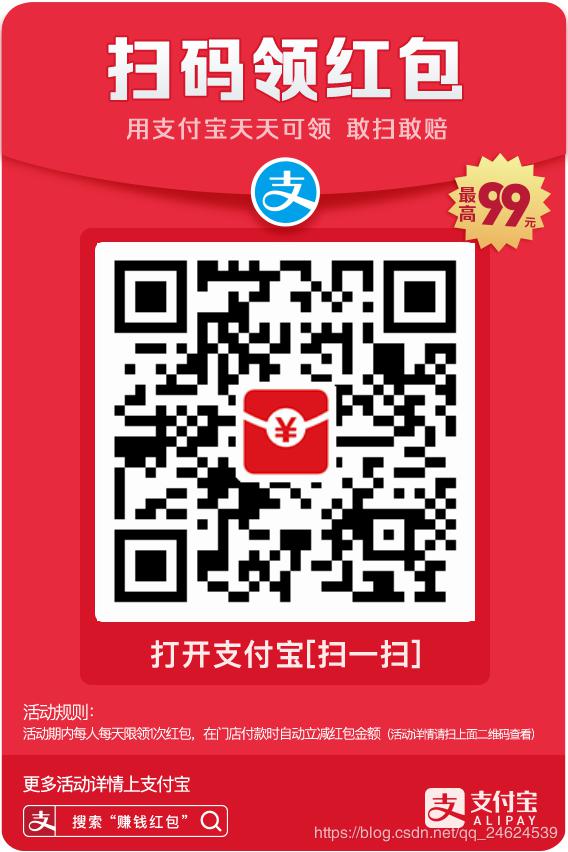 扫码领红包
用支付宝天天可领 敢扫敢赔
支
最高99元
¥
打开支付宝[扫一扫]
活动规则：
活动期内每人每天限领1次红包，在门店付款时自动立减红包金额（活动详情请扫上面二维码查看）
更多活动详情上支付宝
支 搜索“赚钱红包”
支 支付宝
ALIPAY
https://blog.csdn.net/qq_24624539